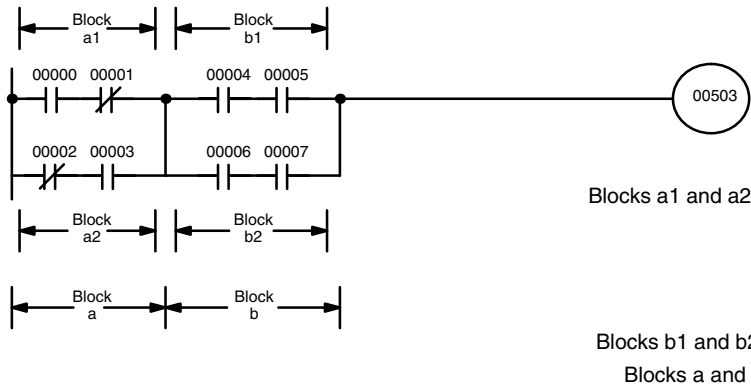 Block Block
a1 b1
00000 00001 00004 00005
00503
00002 00003 00006 00007
Blocks a1 and a2
Block Block
a2 b2
Block Block
a b
Blocks b1 and b2
Blocks a and